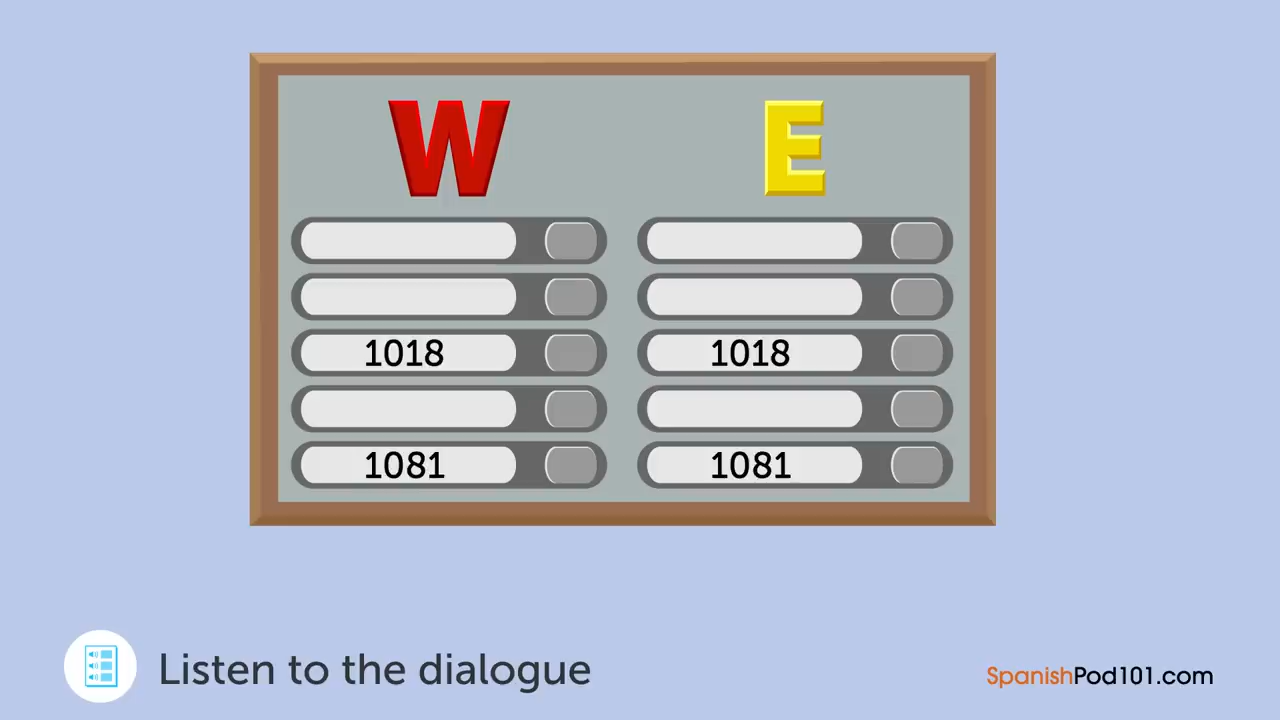 W E
1018 1018
1081 1081
Listen to the dialogue
SpanishPod101.com